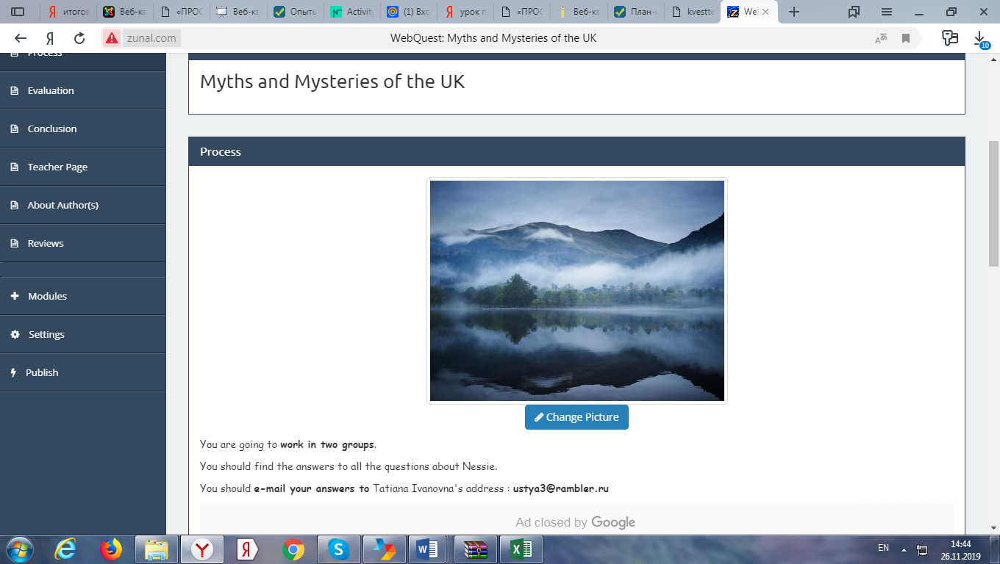 итогов
Веб-кв
«ПРОС
Веб-кв
Опыть
Activity
(1) Вхо
урок п
«ПРОС
Веб-кв
План-к
kvestte
Wel
zunal.com
WebQuest: Myths and Mysteries of the UK
10
Process
Evaluation
Conclusion
Teacher Page
About Author(s)
Reviews
Modules
Settings
Publish
Myths and Mysteries of the UK
Process
Change Picture
You are going to work in two groups.
You should find the answers to all the questions about Nessie.
You should e-mail your answers to Tatiana Ivanovna's address : ustya3@rambler.ru
Ad closed by Google
EN
14:44
26.11.2019